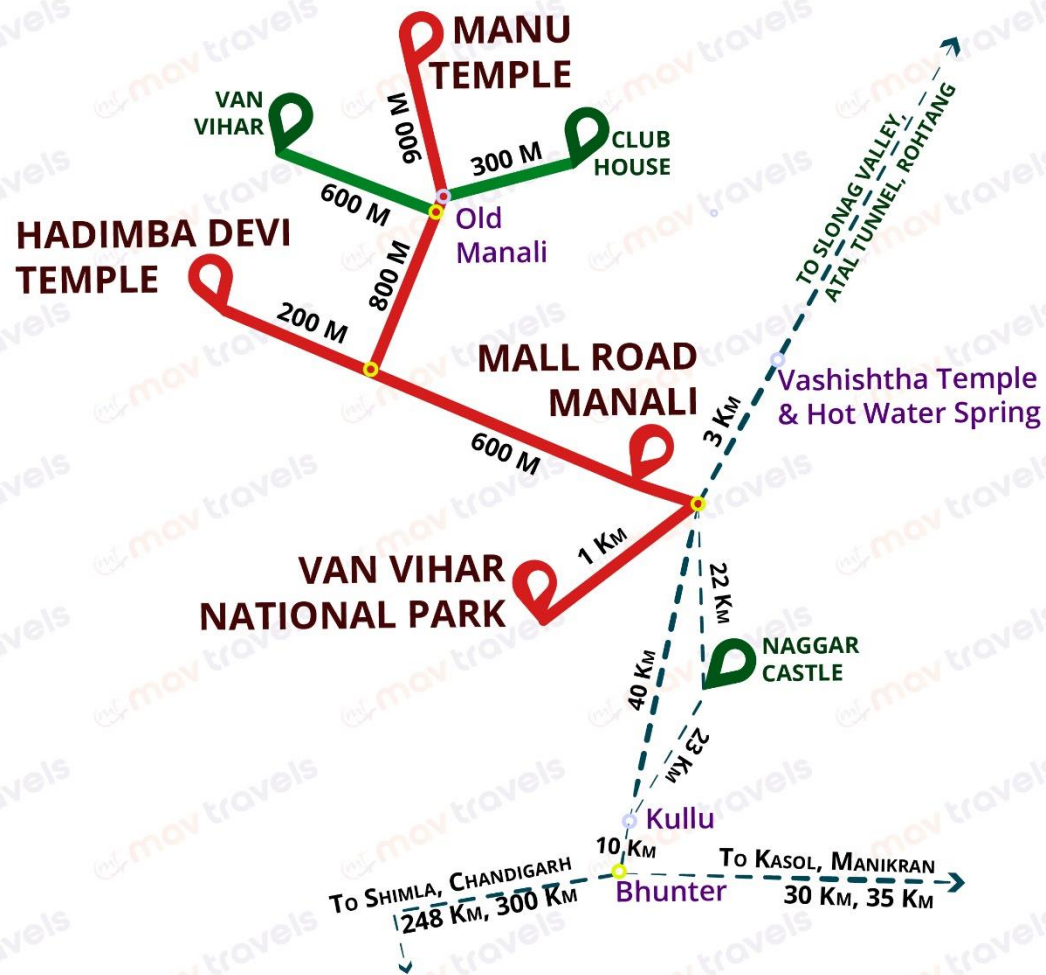 MANU
TEMPLE
VAN
VIHAR
900 M
CLUB
HOUSE
300 M
600 M
Old
Manali
HADIMBA DEVI
TEMPLE
800 M
200 M
TO SLONAG VALLEY,
ATAL TUNNEL, ROHTANG
MALL ROAD
MANALI
Vashishtha Temple
& Hot Water Spring
3 KM
600 M
1 KM
VAN VIHAR
NATIONAL PARK
22 KM
NAGGAR
CASTLE
40 KM
23 KM
Kullu
10 KM
Bhunter
TO SHIMLA, CHANDIGARH
248 KM, 300 KM
TO KASOL, MANIKRAN
30 KM, 35 KM
mt mav travels